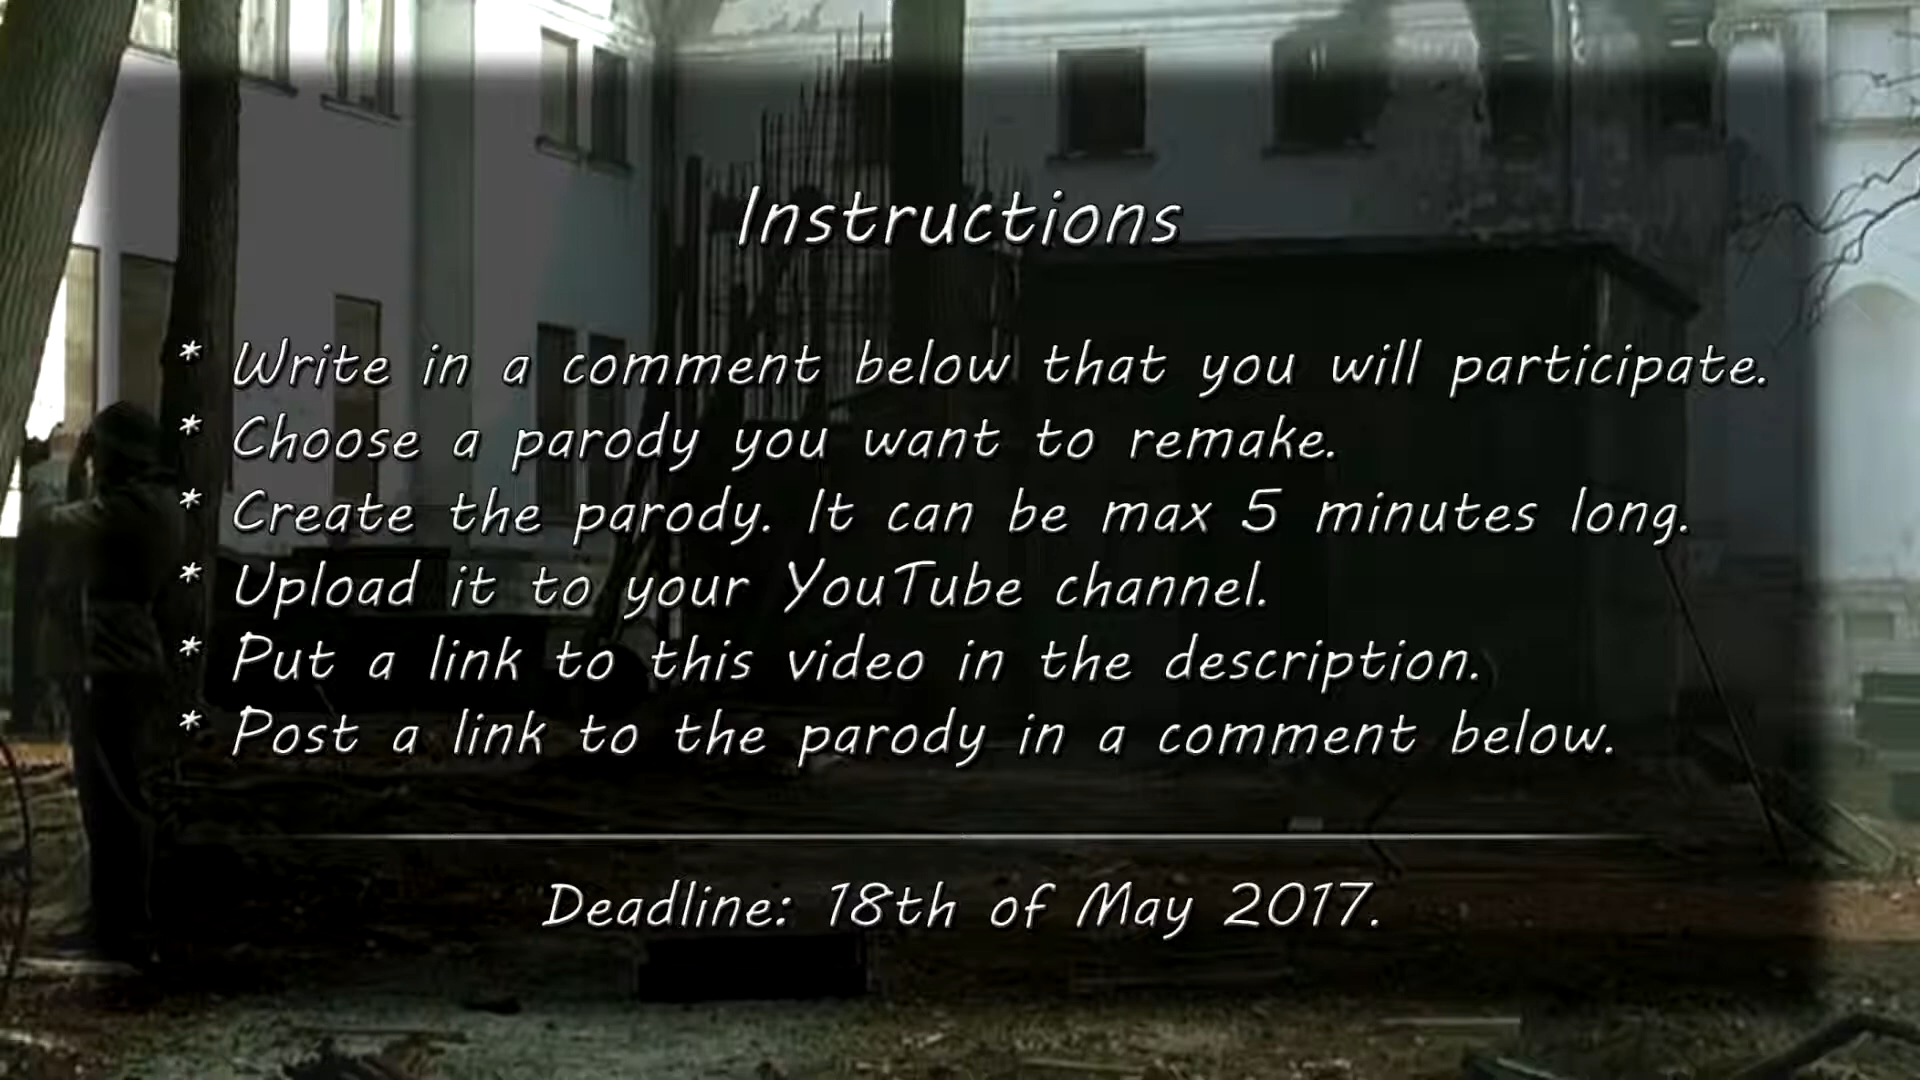 Instructions
* Write in a comment below that you will participate.
* Choose a parody you want to remake.
* Create the parody. It can be max 5 minutes long.
* Upload it to your YouTube channel.
* Put a link to this video in the description.
* Post a link to the parody in a comment below.
Deadline: 18th of May 2017.